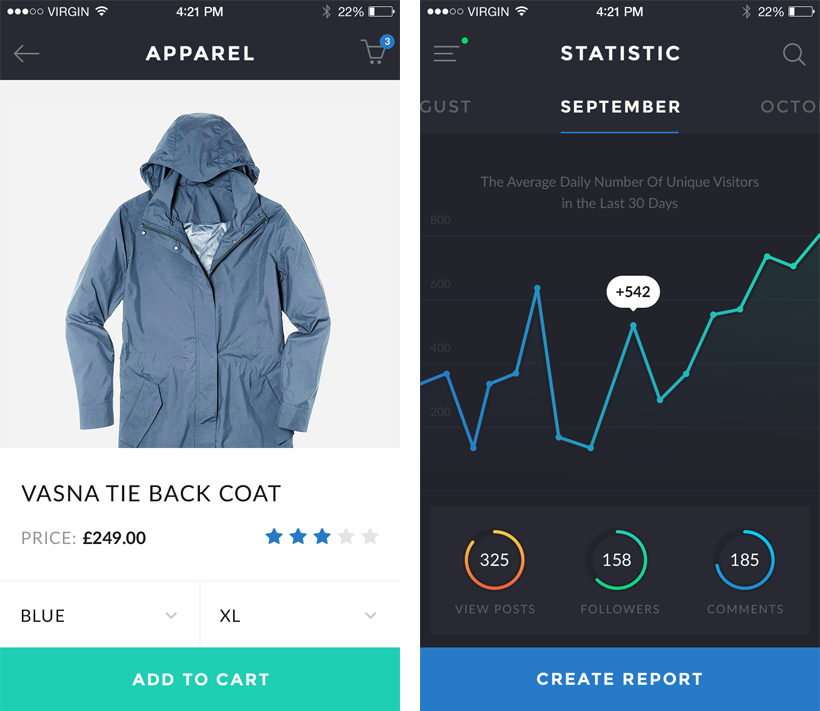 VIRGIN 4:21 PM 22%
APPAREL
3
VASNA TIE BACK COAT
PRICE: £249.00
BLUE XL
ADD TO CART
VIRGIN 4:21 PM 22%
STATISTIC
GUST SEPTEMBER OCTO
The Average Daily Number Of Unique Visitors
in the Last 30 Days
800
600
+542
400
200
325 158 185
VIEW POSTS FOLLOWERS COMMENTS
CREATE REPORT